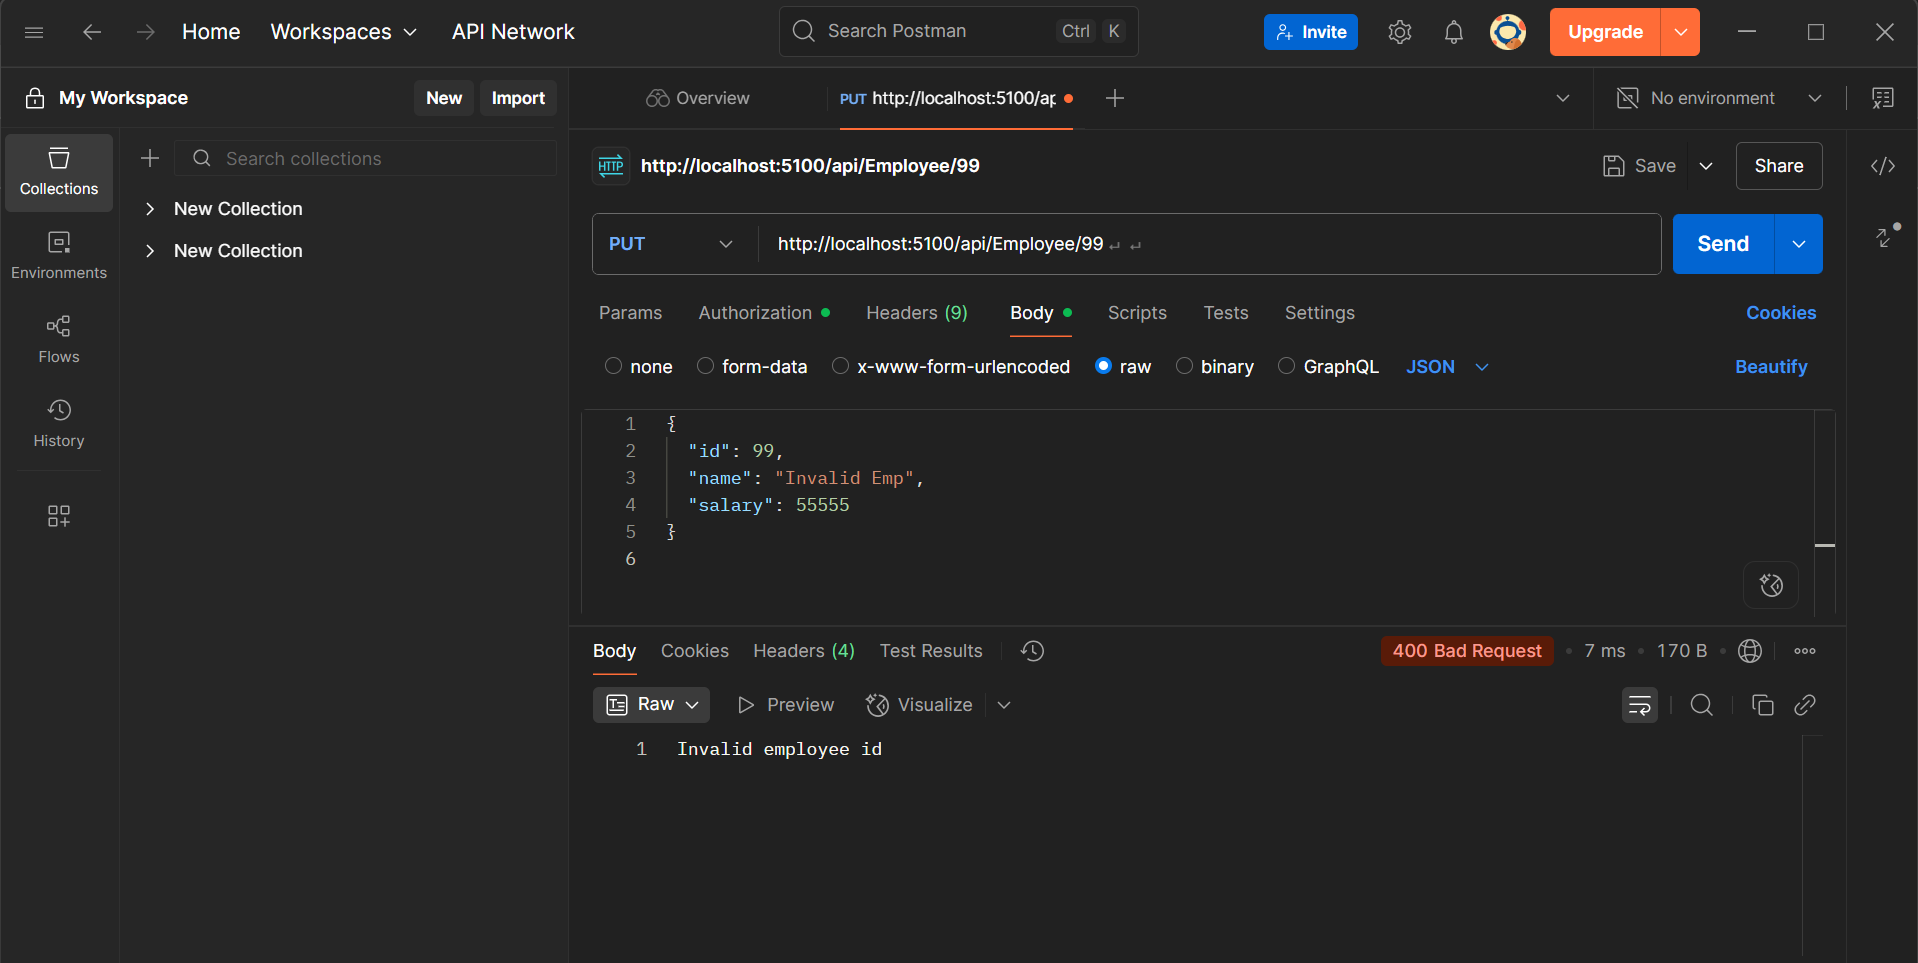 Home Workspaces API Network Search Postman Ctrl K Invite Upgrade
My Workspace New Import Overview PUT http://localhost:5100/ap No environment
Collections
Environments
Flows
History
Search collections
New Collection
New Collection
HTTP http://localhost:5100/api/Employee/99 Save Share
PUT http://localhost:5100/api/Employee/99 ↵ ↵ Send
Params Authorization Headers (9) Body Scripts Tests Settings Cookies
none form-data x-www-form-urlencoded raw binary GraphQL JSON Beautify
1 {
2 "id": 99,
3 "name": "Invalid Emp",
4 "salary": 55555
5 }
6
Body Cookies Headers (4) Test Results 400 Bad Request • 7 ms • 170 B •
Raw Preview Visualize
1 Invalid employee id